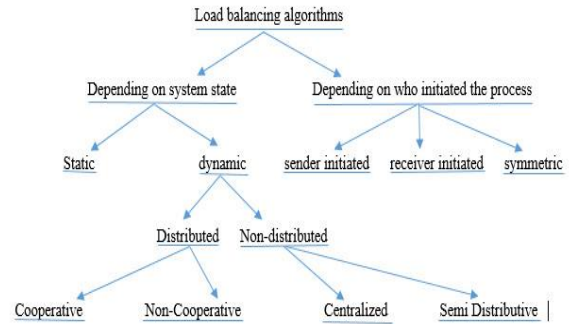 Load balancing algorithms
Depending on system state
Depending on who initiated the process
Static
dynamic
sender initiated
receiver initiated
symmetric
Distributed
Non-distributed
Cooperative
Non-Cooperative
Centralized
Semi Distributive